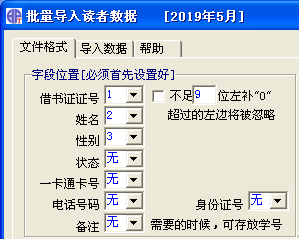 批量导入读者数据 [2019年5月]
文件格式 导入数据 帮助
字段位置[必须首先设置好]
借书证证号 1 不足9 位左补"0"
姓名 2 超过的左边将被忽略
性别 3
状态 无
一卡通卡号 无
电话号码 无 身份证号 无
备注 无 需要的时候，可存放学号